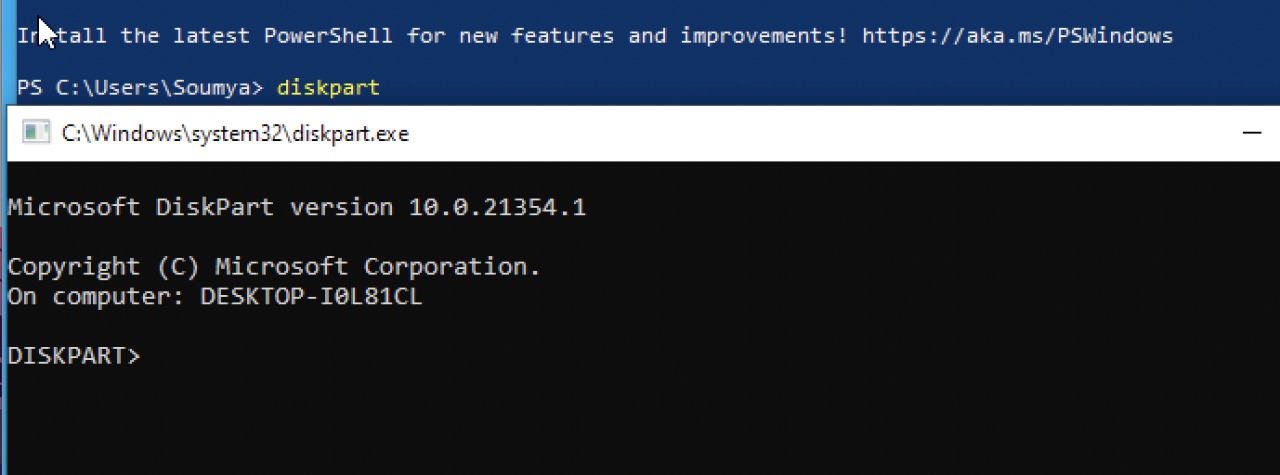 Install the latest PowerShell for new features and improvements! https://aka.ms/PSWindows
PS C:\Users\Soumya> diskpart
C:\Windows\system32\diskpart.exe
Microsoft DiskPart version 10.0.21354.1
Copyright (C) Microsoft Corporation.
On computer: DESKTOP-I0L81CL
DISKPART>